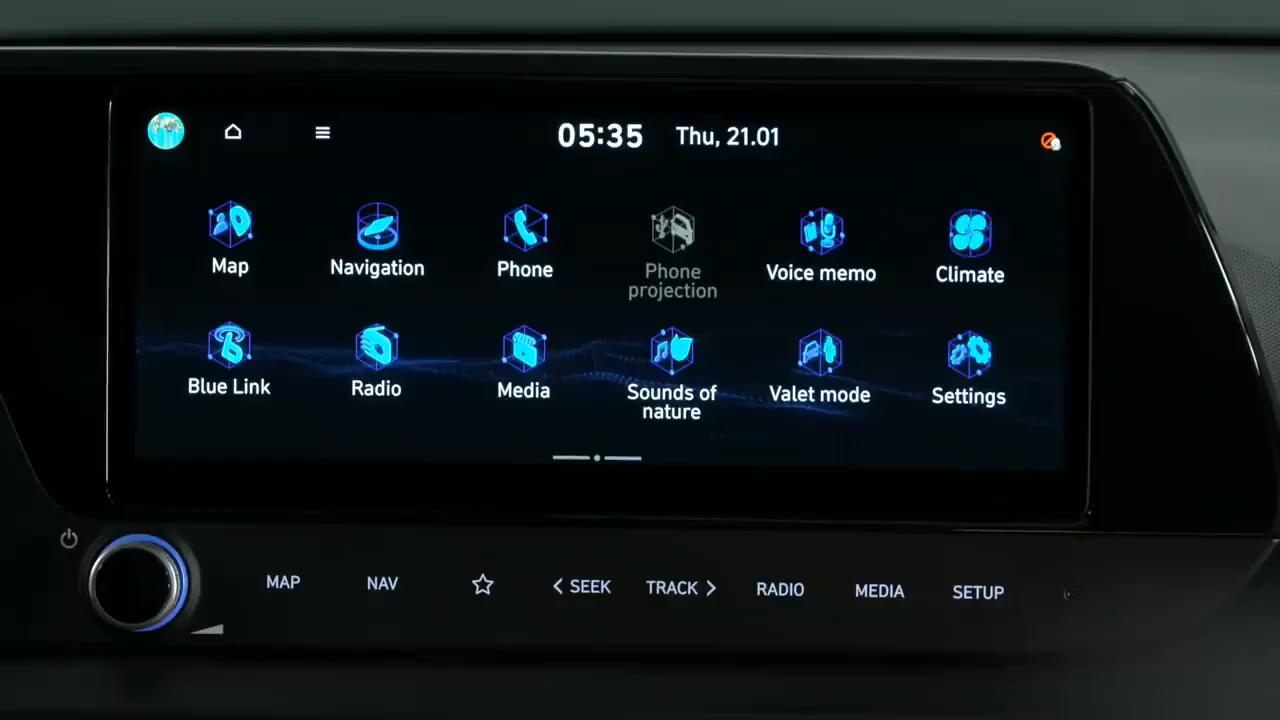 05:35 Thu, 21.01
Map Navigation Phone Phone projection Voice memo Climate
Blue Link Radio Media Sounds of nature Valet mode Settings
MAP NAV SEEK TRACK RADIO MEDIA SETUP